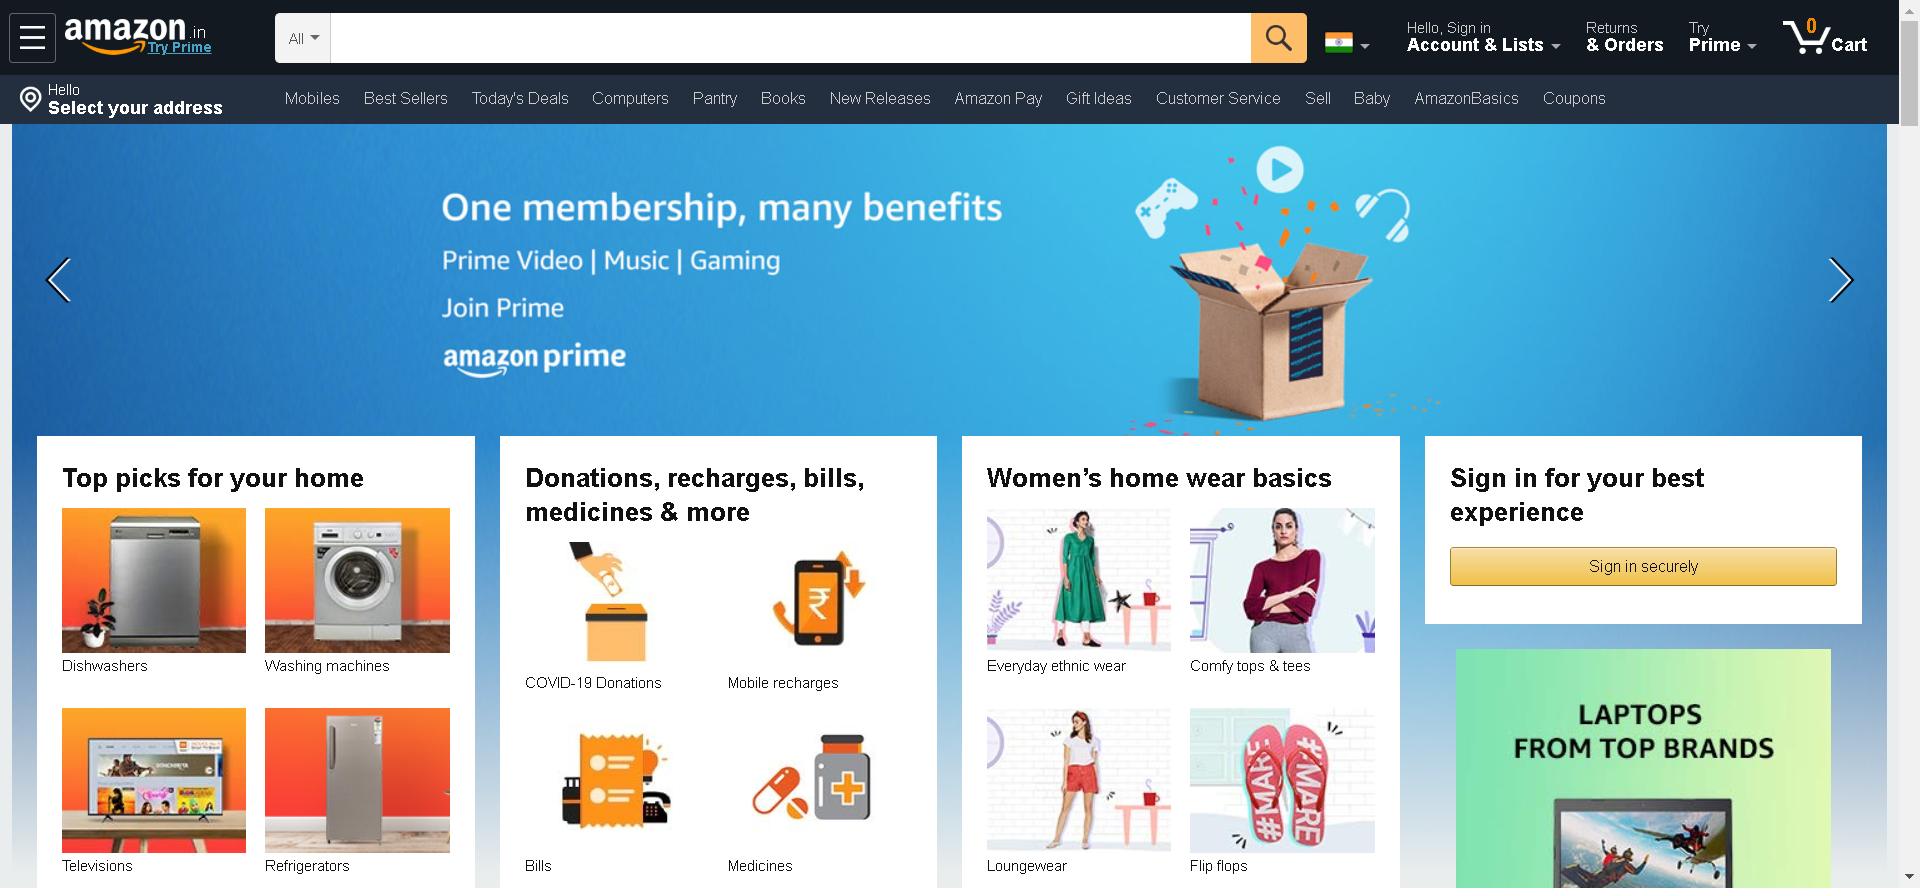 amazon.in
Try Prime
All
Hello, Sign in
Account & Lists
Returns
& Orders
Try
Prime
0
Cart
Hello
Select your address
Mobiles
Best Sellers
Today's Deals
Computers
Pantry
Books
New Releases
Amazon Pay
Gift Ideas
Customer Service
Sell
Baby
AmazonBasics
Coupons
One membership, many benefits
Prime Video | Music | Gaming
Join Prime
amazon prime
Top picks for your home
Dishwashers
Washing machines
Televisions
Refrigerators
Donations, recharges, bills,
medicines & more
COVID-19 Donations
Mobile recharges
Bills
Medicines
Women’s home wear basics
Everyday ethnic wear
Comfy tops & tees
Loungewear
#MARE
#MARE
Flip flops
Sign in for your best
experience
Sign in securely
LAPTOPS
FROM TOP BRANDS